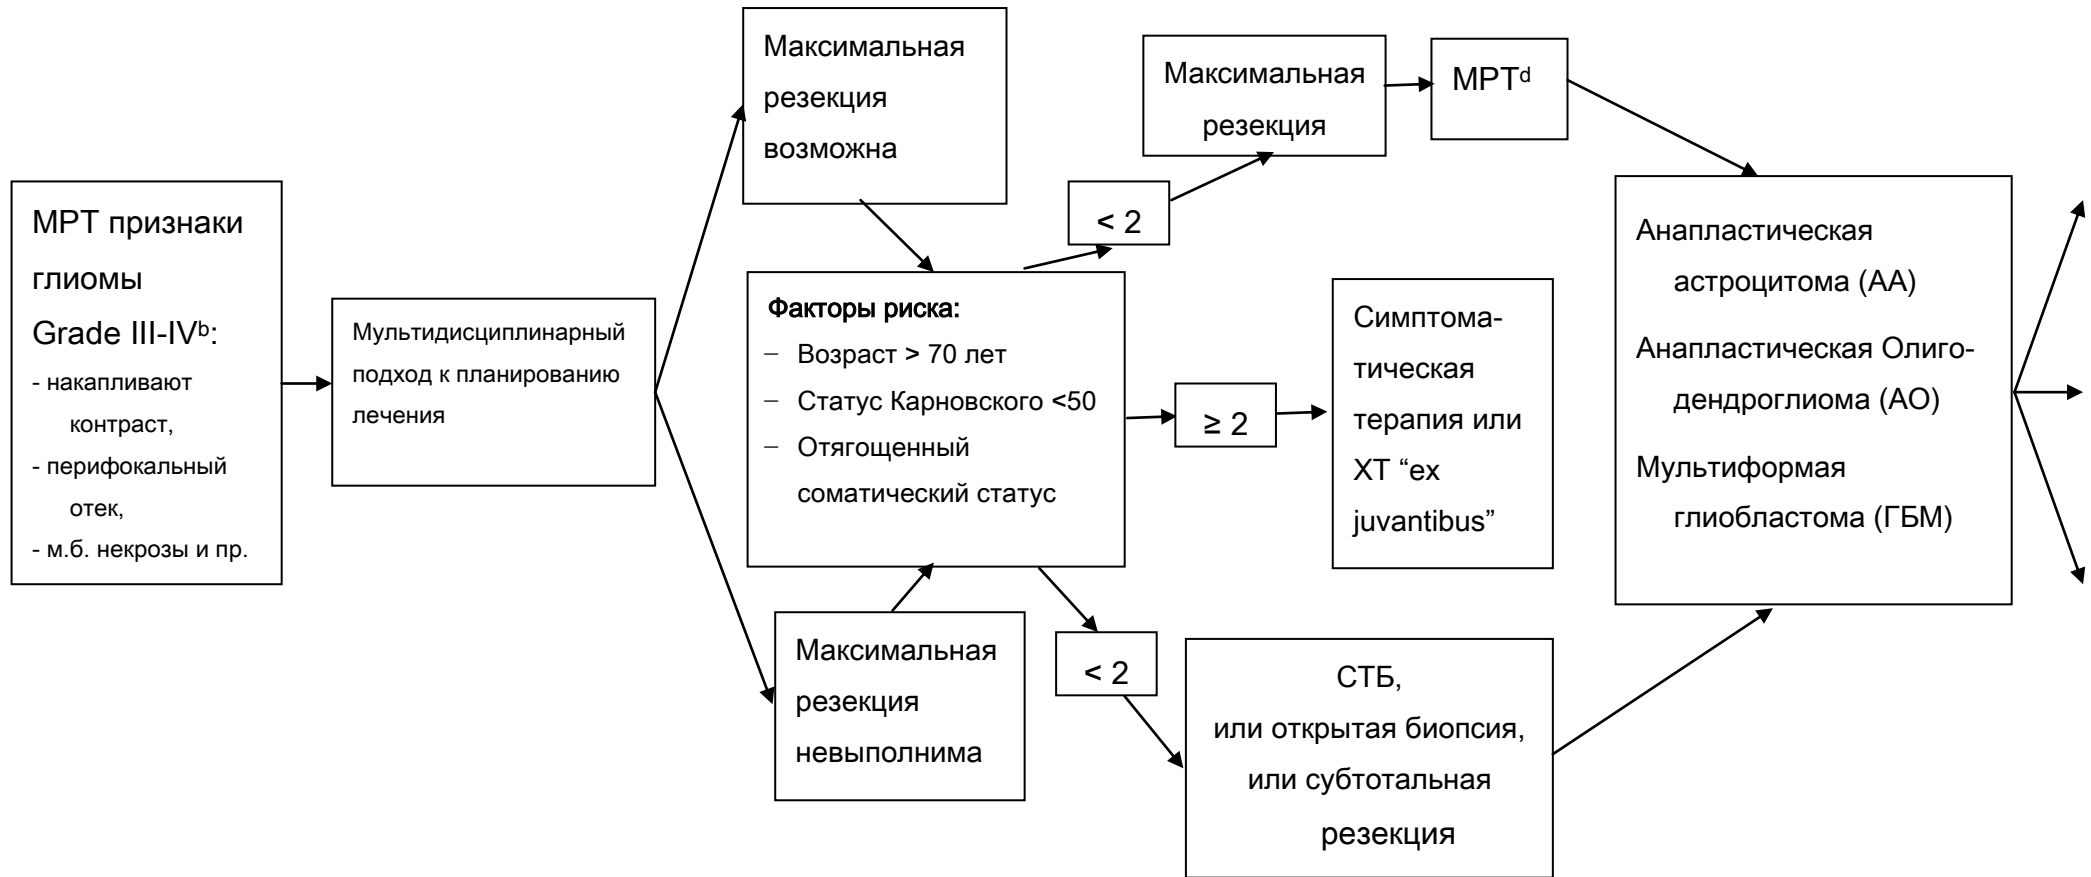 МРТ признаки
глиомы
Grade III-IVᵇ:
- накапливают
контраст,
- перифокальный
отек,
- м.б. некрозы и пр.
Мультидисциплинарный
подход к планированию
лечения
Максимальная
резекция
возможна
Факторы риска:
– Возраст > 70 лет
– Статус Карновского <50
– Отягощенный
соматический статус
Максимальная
резекция
невыполнима
< 2
≥ 2
< 2
Максимальная
резекция
МРТᵈ
Симптома-
тическая
терапия или
ХТ “ex
juvantibus”
СТБ,
или открытая биопсия,
или субтотальная
резекция
Анапластическая
астроцитома (АА)
Анапластическая Олиго-
дендроглиома (АО)
Мультиформая
глиобластома (ГБМ)